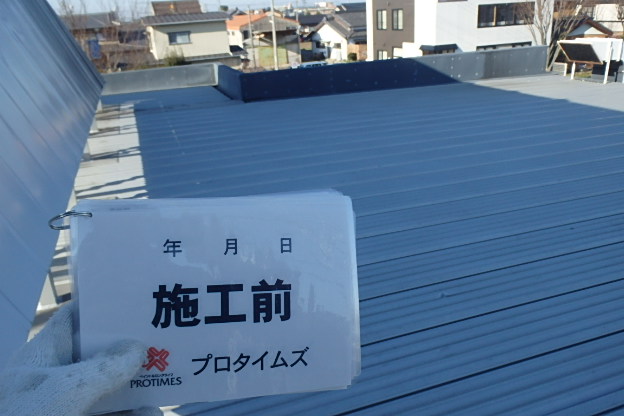 年 月 日
施工前
プロタイムズ
PROTIMES